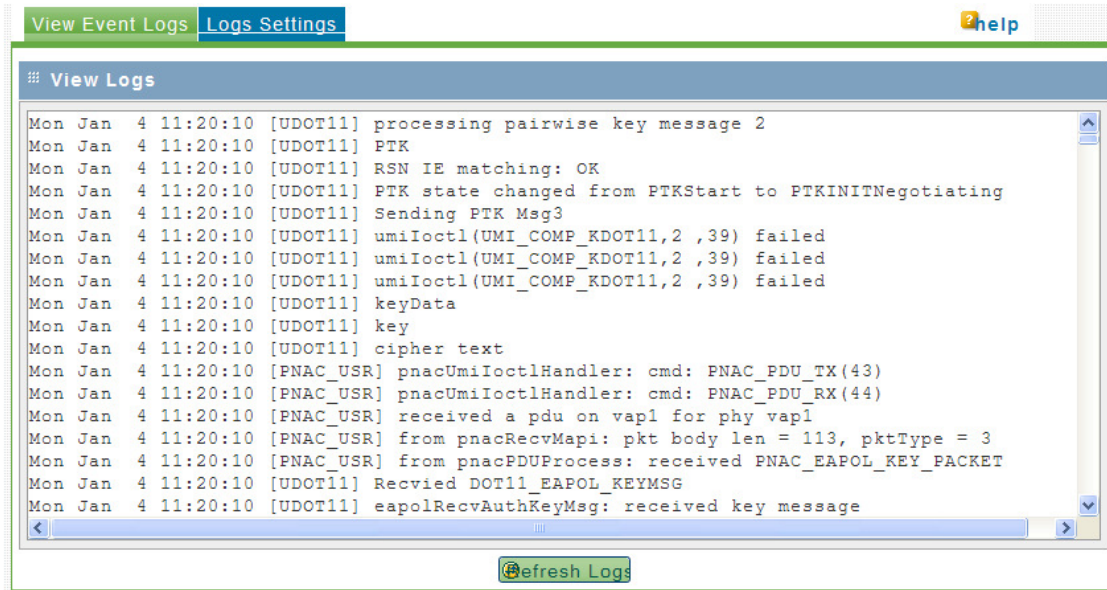 View Event Logs Logs Settings ? help
View Logs
Mon Jan  4 11:20:10 [UDOT11] processing pairwise key message 2
Mon Jan  4 11:20:10 [UDOT11] PTK
Mon Jan  4 11:20:10 [UDOT11] RSN IE matching: OK
Mon Jan  4 11:20:10 [UDOT11] PTK state changed from PTKStart to PTKINITNegotiating
Mon Jan  4 11:20:10 [UDOT11] Sending PTK Msg3
Mon Jan  4 11:20:10 [UDOT11] umiIoctl(UMI_COMP_KDOT11,2 ,39) failed
Mon Jan  4 11:20:10 [UDOT11] umiIoctl(UMI_COMP_KDOT11,2 ,39) failed
Mon Jan  4 11:20:10 [UDOT11] umiIoctl(UMI_COMP_KDOT11,2 ,39) failed
Mon Jan  4 11:20:10 [UDOT11] keyData
Mon Jan  4 11:20:10 [UDOT11] key
Mon Jan  4 11:20:10 [UDOT11] cipher text
Mon Jan  4 11:20:10 [PNAC_USR] pnacUmiIoctlHandler: cmd: PNAC_PDU_TX(43)
Mon Jan  4 11:20:10 [PNAC_USR] pnacUmiIoctlHandler: cmd: PNAC_PDU_RX(44)
Mon Jan  4 11:20:10 [PNAC_USR] received a pdu on vap1 for phy vap1
Mon Jan  4 11:20:10 [PNAC_USR] from pnacRecvMapi: pkt body len = 113, pktType = 3
Mon Jan  4 11:20:10 [PNAC_USR] from pnacPDUProcess: received PNAC_EAPOL_KEY_PACKET
Mon Jan  4 11:20:10 [UDOT11] Recvied DOT11_EAPOL_KEYMSG
Mon Jan  4 11:20:10 [UDOT11] eapolRecvAuthKeyMsg: received key message
Refresh Logs